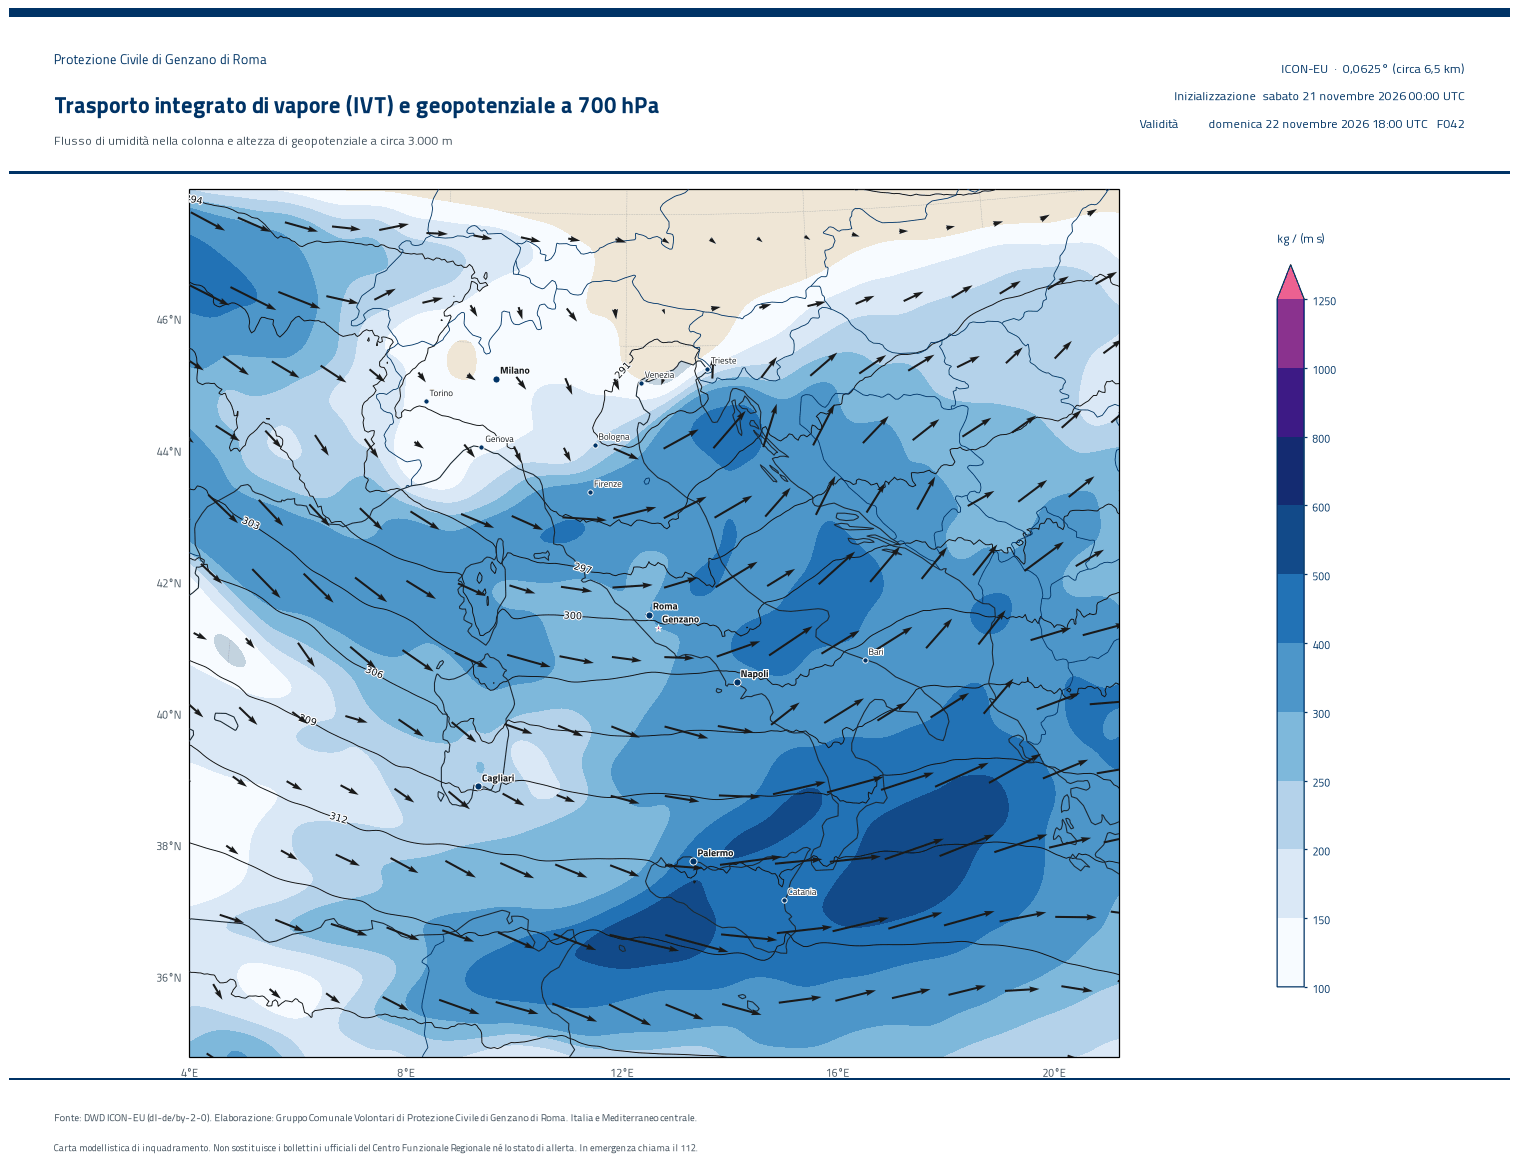 Protezione Civile di Genzano di Roma
Trasporto integrato di vapore (IVT) e geopotenziale a 700 hPa
Flusso di umidità nella colonna e altezza di geopotenziale a circa 3.000 m
ICON-EU · 0,0625° (circa 6,5 km)
Inizializzazione sabato 21 novembre 2026 00:00 UTC
Validità domenica 22 novembre 2026 18:00 UTC F042
294
kg / (m s)
1250
46°N
Trieste
291
1000
Milano
Venezia
Torino
800
Bologna
Genova
44°N
Firenze
600
303
297
500
42°N
Roma
300
Genzano
400
Bari
306
Napoli
40°N
309
300
Cagliari
250
312
38°N
Palermo
200
Catania
150
36°N
100
4°E 8°E 12°E 16°E 20°E
Fonte: DWD ICON-EU (dl-de/by-2-0). Elaborazione: Gruppo Comunale Volontari di Protezione Civile di Genzano di Roma. Italia e Mediterraneo centrale.
Carta modellistica di inquadramento. Non sostituisce i bollettini ufficiali del Centro Funzionale Regionale né lo stato di allerta. In emergenza chiama il 112.